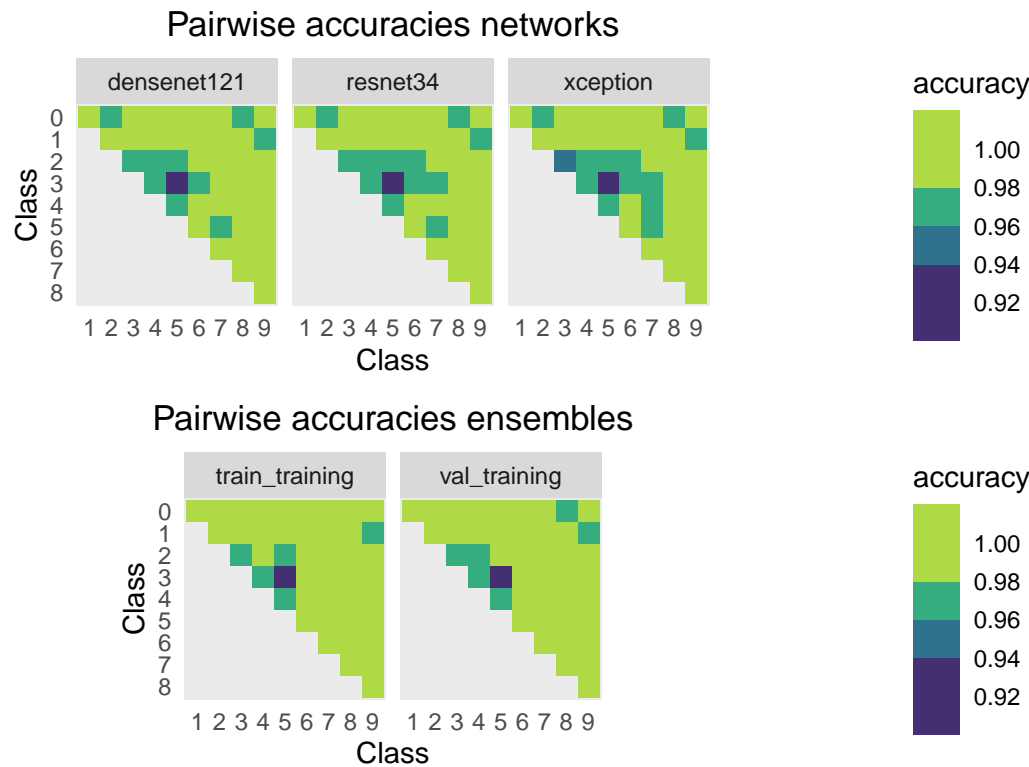 Pairwise accuracies networks
densenet121 resnet34 xception
Class
0
1
2
3
4
5
6
7
8
1 2 3 4 5 6 7 8 9 1 2 3 4 5 6 7 8 9 1 2 3 4 5 6 7 8 9
Class
accuracy
1.00
0.98
0.96
0.94
0.92
Pairwise accuracies ensembles
train_training val_training
Class
0
1
2
3
4
5
6
7
8
1 2 3 4 5 6 7 8 9 1 2 3 4 5 6 7 8 9
Class
accuracy
1.00
0.98
0.96
0.94
0.92